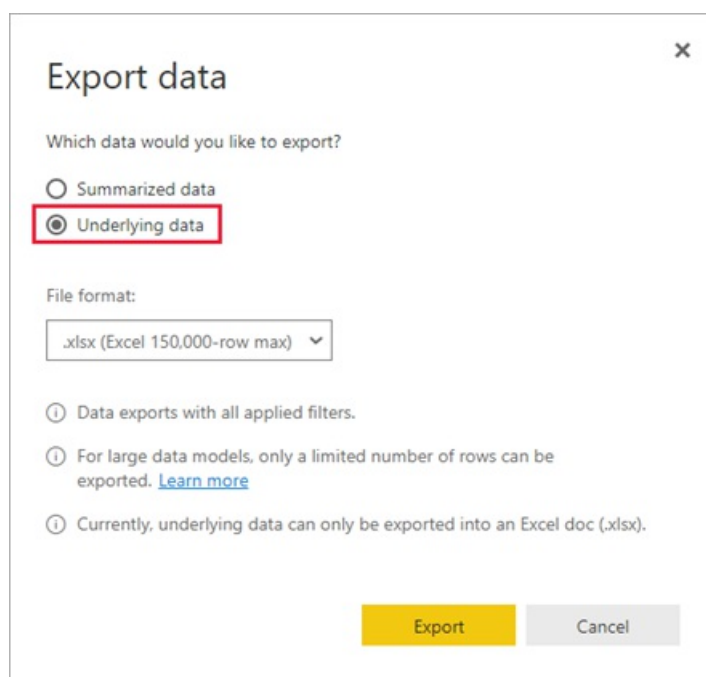 Export data
Which data would you like to export?
Summarized data
Underlying data
File format:
.xlsx (Excel 150,000-row max)
Data exports with all applied filters.
For large data models, only a limited number of rows can be
exported. Learn more
Currently, underlying data can only be exported into an Excel doc (.xlsx).
Export
Cancel